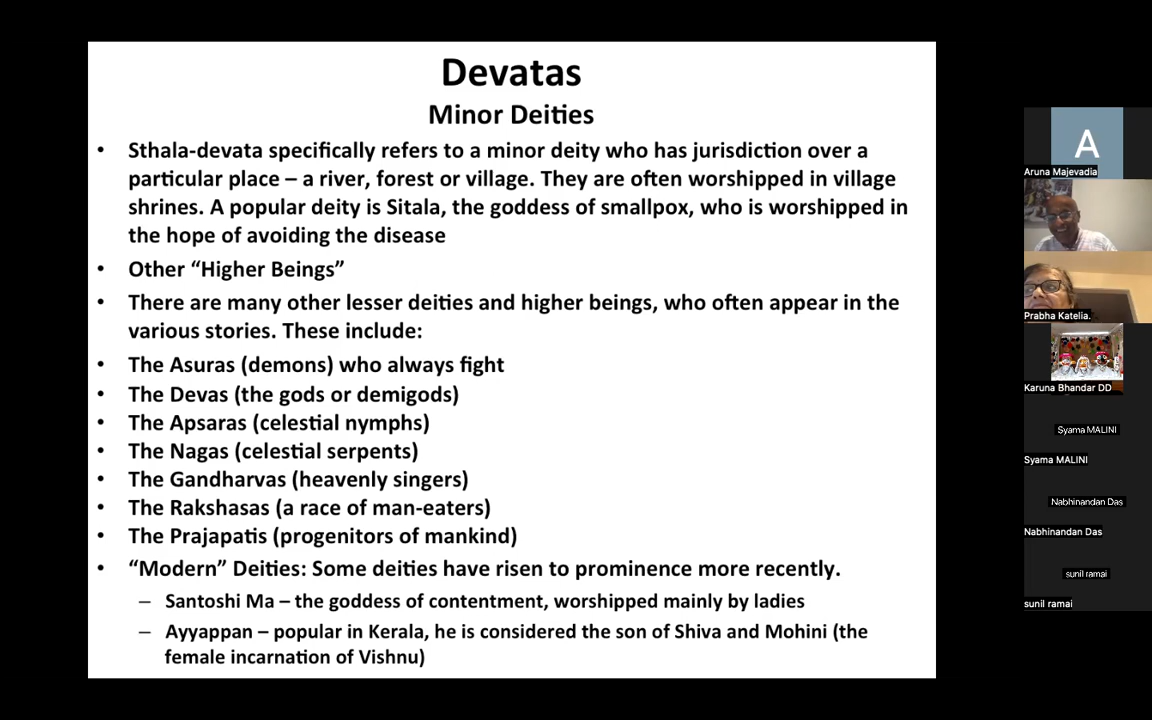 Devatas
Minor Deities
• Sthala-devata specifically refers to a minor deity who has jurisdiction over a
particular place – a river, forest or village. They are often worshipped in village
shrines. A popular deity is Sitala, the goddess of smallpox, who is worshipped in
the hope of avoiding the disease
• Other “Higher Beings”
• There are many other lesser deities and higher beings, who often appear in the
various stories. These include:
• The Asuras (demons) who always fight
• The Devas (the gods or demigods)
• The Apsaras (celestial nymphs)
• The Nagas (celestial serpents)
• The Gandharvas (heavenly singers)
• The Rakshasas (a race of man-eaters)
• The Prajapatis (progenitors of mankind)
• “Modern” Deities: Some deities have risen to prominence more recently.
– Santoshi Ma – the goddess of contentment, worshipped mainly by ladies
– Ayyappan – popular in Kerala, he is considered the son of Shiva and Mohini (the
female incarnation of Vishnu)
A
Aruna Majevadia
Prabha Katelia.
Karuna Bhandar DD
Syama MALINI
Syama MALINI
Nabhinandan Das
Nabhinandan Das
sunil ramai
sunil ramai